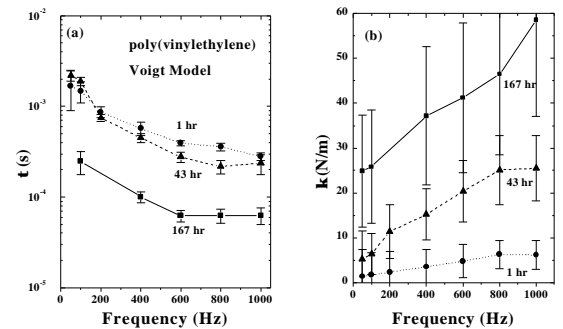 (a)
poly(vinylethylene)
Voigt Model
1 hr
43 hr
167 hr
t (s)
10⁻²
10⁻³
10⁻⁴
10⁻⁵
0 200 400 600 800 1000
Frequency (Hz)
(b)
167 hr
43 hr
1 hr
k(N/m)
60
50
40
30
20
10
0
0 200 400 600 800 1000
Frequency (Hz)